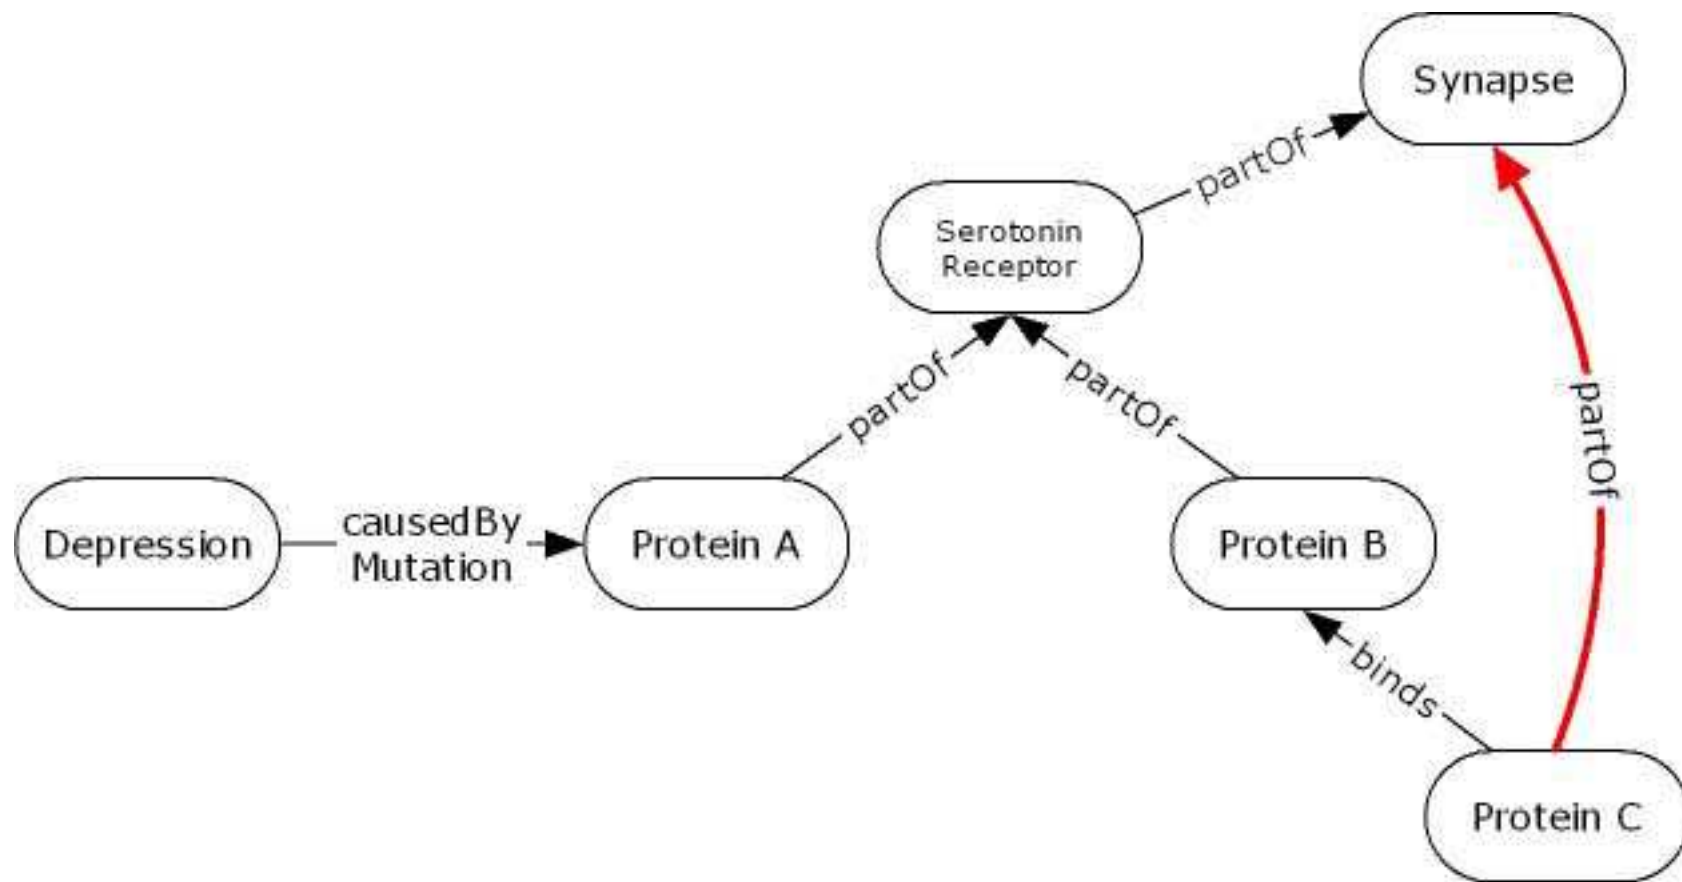 Synapse
partOf
Serotonin
Receptor
partOf
partOf
partOf
Depression
causedBy
Mutation
Protein A
Protein B
binds
Protein C